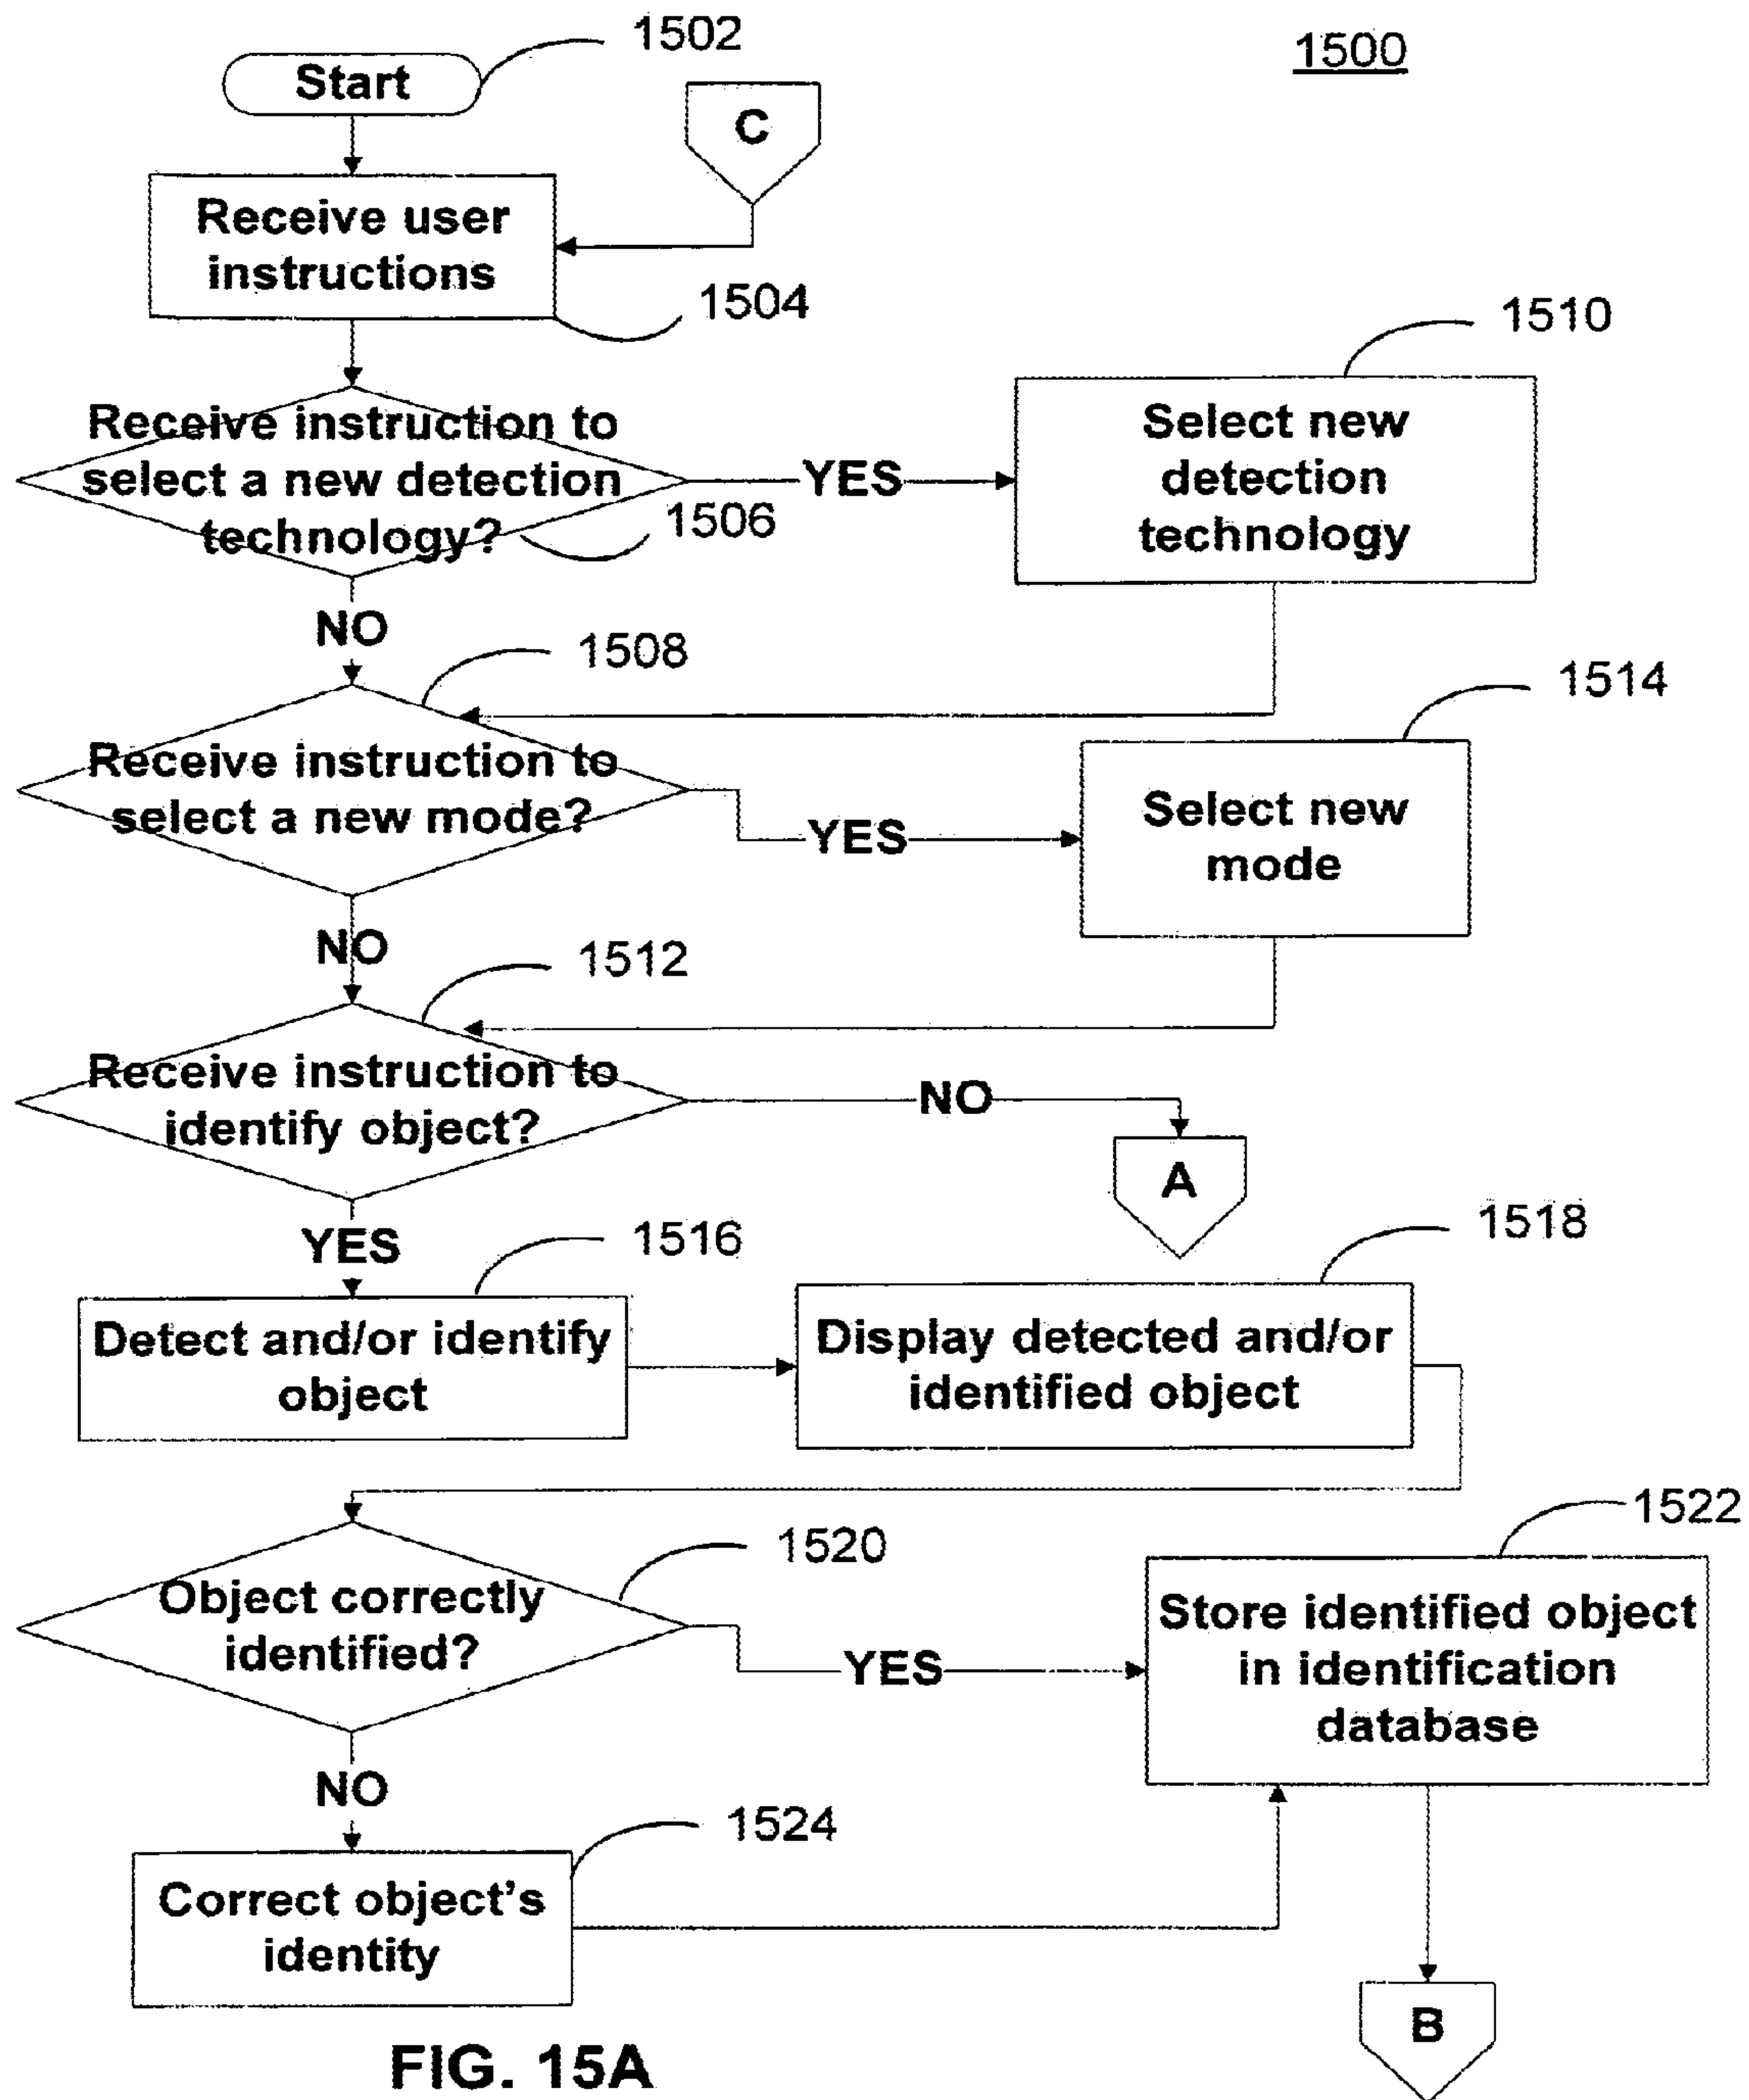 1502
1500
Start
C
Receive user
instructions
1504
1510
Receive instruction to
select a new detection
technology?
1506
YES
Select new
detection
technology
NO
1508
1514
Receive instruction to
select a new mode?
YES
Select new
mode
NO
1512
Receive instruction to
identify object?
NO
A
YES
1516
1518
Detect and/or identify
object
Display detected and/or
identified object
1520
1522
Object correctly
identified?
YES
Store identified object
in identification
database
NO
1524
Correct object's
identity
B
FIG. 15A